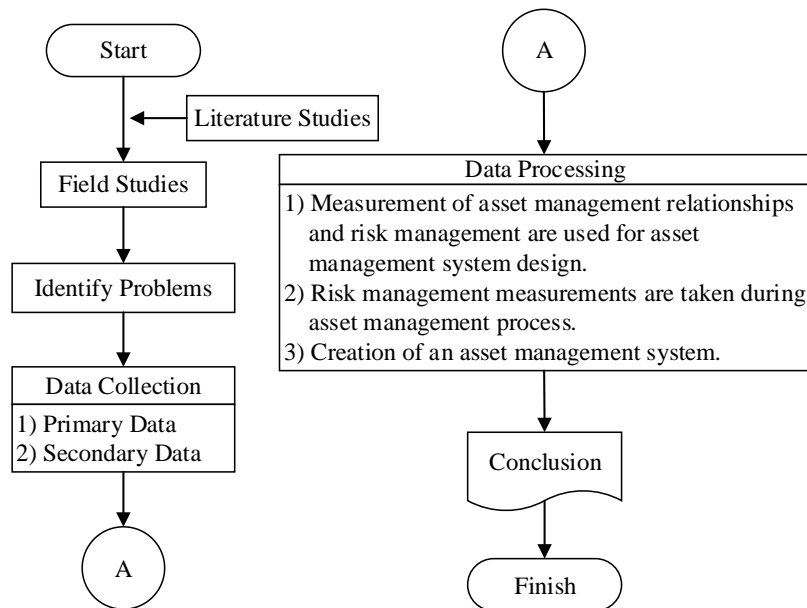 Start
Literature Studies
Field Studies
Identify Problems
Data Collection
1) Primary Data
2) Secondary Data
A
A
Data Processing
1) Measurement of asset management relationships
and risk management are used for asset
management system design.
2) Risk management measurements are taken during
asset management process.
3) Creation of an asset management system.
Conclusion
Finish